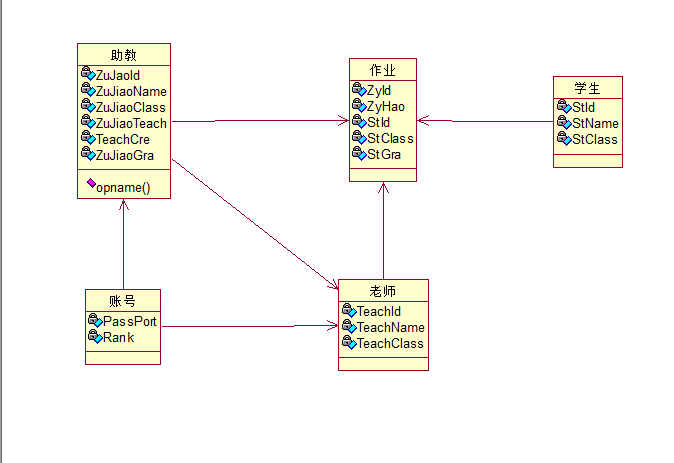 助教
ZuJaoId
ZuJiaoName
ZuJiaoClass
ZuJiaoTeach
TeachCre
ZuJiaoGra
opname()
作业
ZyId
ZyHao
StId
StClass
StGra
学生
StId
StName
StClass
账号
PassPort
Rank
老师
TeachId
TeachName
TeachClass